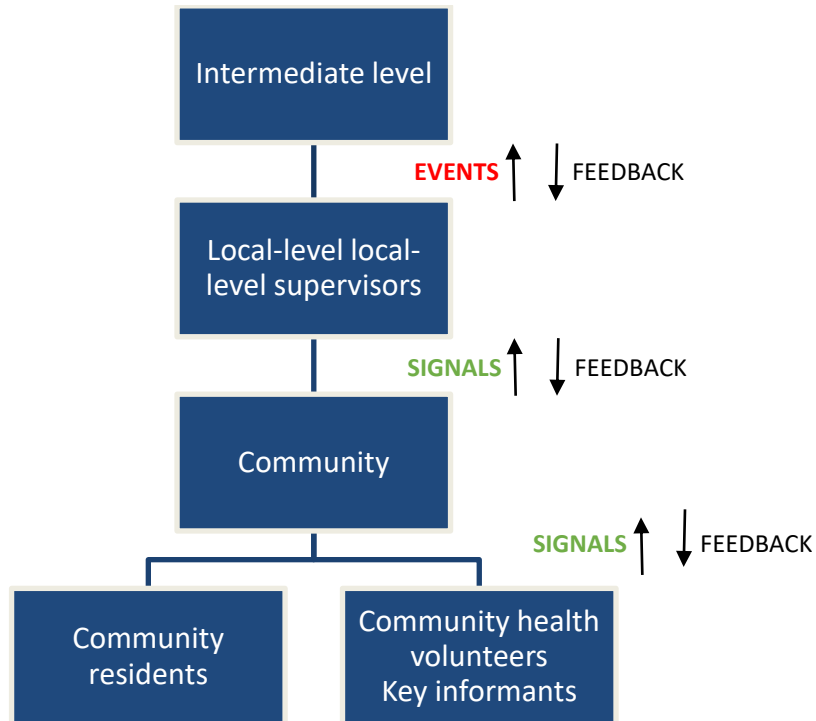 Intermediate level
EVENTS
FEEDBACK
Local-level local-
level supervisors
SIGNALS
FEEDBACK
Community
SIGNALS
FEEDBACK
Community
residents
Community health
volunteers
Key informants